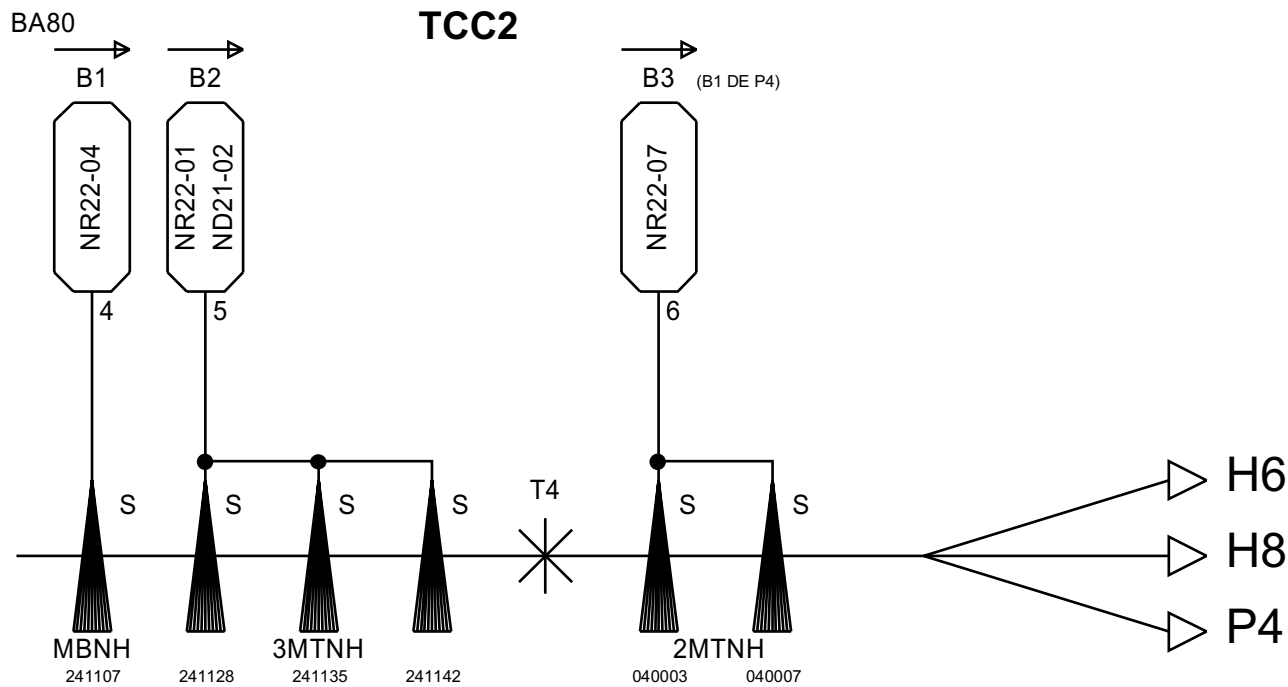 BA80
TCC2
B1
B2
B3 (B1 DE P4)
NR22-04
NR22-01
ND21-02
NR22-07
4
5
6
T4
S
S
S
S
S
S
H6
H8
P4
MBNH
3MTNH
2MTNH
241107
241128
241135
241142
040003
040007